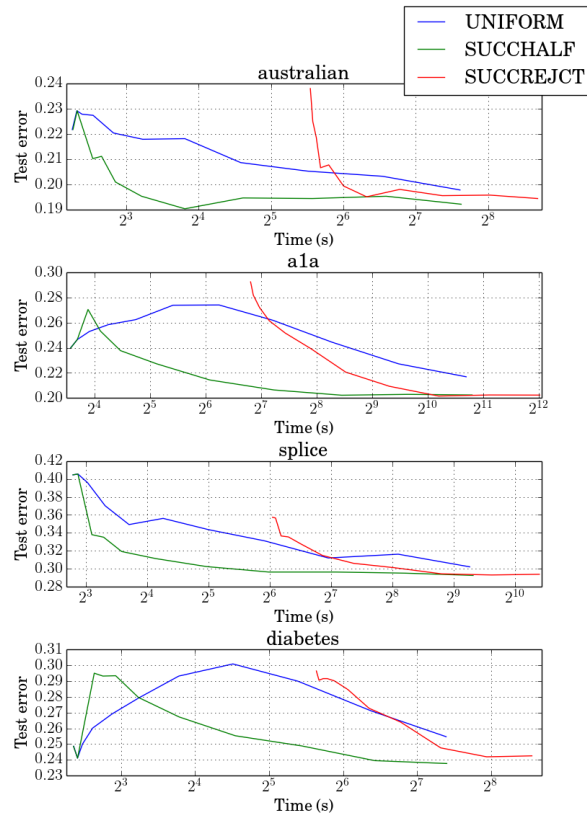 UNIFORM
SUCCHALF
SUCCREJCT
australian
0.24
0.23
0.22
0.21
0.20
0.19
Test error
2^3 2^4 2^5 2^6 2^7 2^8
Time (s)
a1a
0.30
0.28
0.26
0.24
0.22
0.20
Test error
2^4 2^5 2^6 2^7 2^8 2^9 2^10 2^11 2^12
Time (s)
splice
0.42
0.40
0.38
0.36
0.34
0.32
0.30
0.28
Test error
2^3 2^4 2^5 2^6 2^7 2^8 2^9 2^10
Time (s)
diabetes
0.31
0.30
0.29
0.28
0.27
0.26
0.25
0.24
0.23
Test error
2^3 2^4 2^5 2^6 2^7 2^8
Time (s)